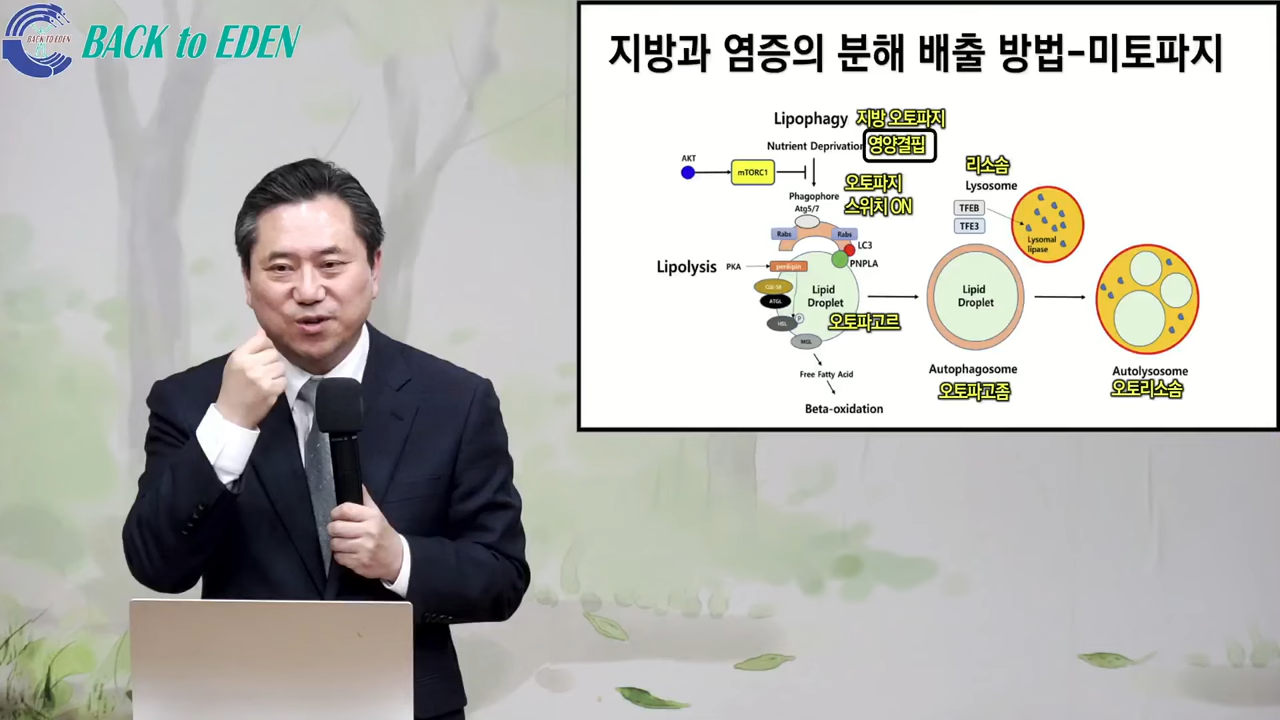 BACK TO EDEN
BACK to EDEN
지방과 염증의 분해 배출 방법-미토파지
Lipophagy 지방 오토파지
Nutrient Deprivation 영양결핍
AKT
mTORC1
Phagophore
Atg5/7
오토파지
스위치 ON
Rabs
Rabs
LC3
PNPLA
Lipolysis
PKA
perilipin
CGI-58
ATGL
HSL
P
MGL
Lipid
Droplet
오토파고르
Free Fatty Acid
Beta-oxidation
리소솜
Lysosome
TFEB
TFE3
Lysomal
lipase
Lipid
Droplet
Autophagosome
오토파고좀
Autolysosome
오토리소솜